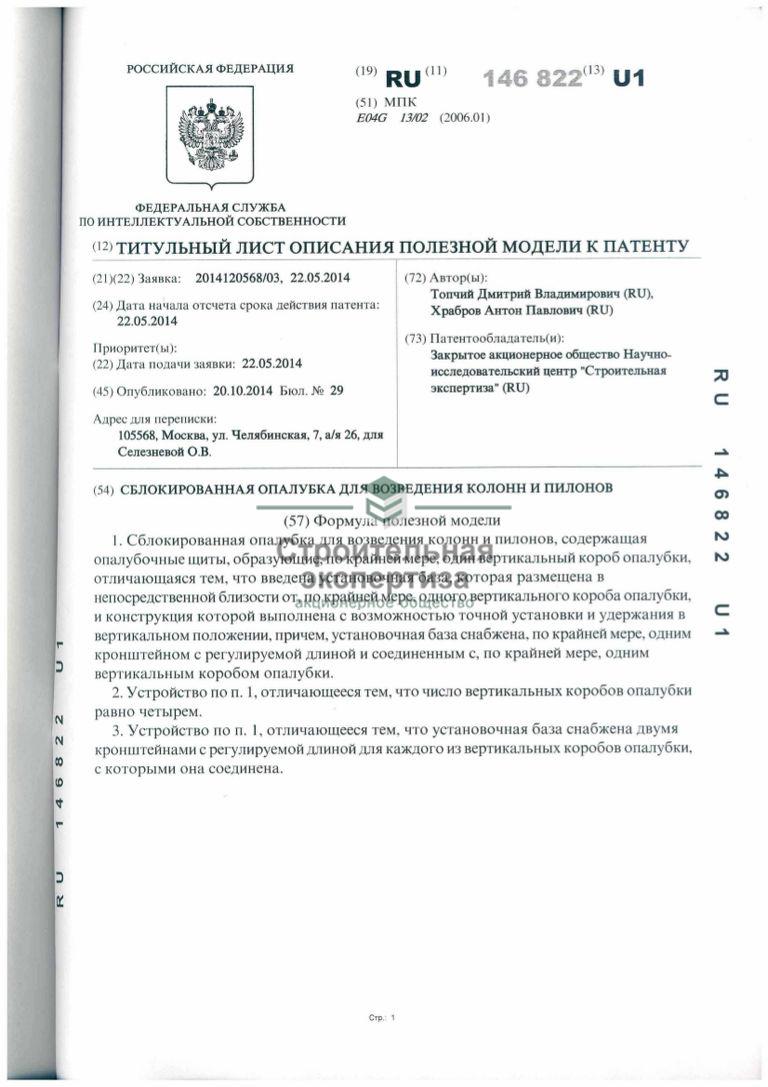 РОССИЙСКАЯ ФЕДЕРАЦИЯ
ФЕДЕРАЛЬНАЯ СЛУЖБА
ПО ИНТЕЛЛЕКТУАЛЬНОЙ СОБСТВЕННОСТИ
(19) RU (11) 146 822 (13) U1
(51) МПК
E04G 13/02 (2006.01)
(12) ТИТУЛЬНЫЙ ЛИСТ ОПИСАНИЯ ПОЛЕЗНОЙ МОДЕЛИ К ПАТЕНТУ
(21)(22) Заявка: 2014120568/03, 22.05.2014
(24) Дата начала отсчета срока действия патента:
22.05.2014
Приоритет(ы):
(22) Дата подачи заявки: 22.05.2014
(45) Опубликовано: 20.10.2014 Бюл. № 29
Адрес для переписки:
105568, Москва, ул. Челябинская, 7, а/я 26, для
Селезневой О.В.
(72) Автор(ы):
Топчий Дмитрий Владимирович (RU),
Храбров Антон Павлович (RU)
(73) Патентообладатель(и):
Закрытое акционерное общество Научно-
исследовательский центр "Строительная
экспертиза" (RU)
(54) СБЛОКИРОВАННАЯ ОПАЛУБКА ДЛЯ ВОЗВЕДЕНИЯ КОЛОНН И ПИЛОНОВ
(57) Формула полезной модели
1. Сблокированная опалубка для возведения колонн и пилонов, содержащая
опалубочные щиты, образующие, по крайней мере, один вертикальный короб опалубки,
отличающаяся тем, что введена установочная база, которая размещена в
непосредственной близости от, по крайней мере, одного вертикального короба опалубки,
и конструкция которой выполнена с возможностью точной установки и удержания в
вертикальном положении, причем, установочная база снабжена, по крайней мере, одним
кронштейном с регулируемой длиной и соединенным с, по крайней мере, одним
вертикальным коробом опалубки.
2. Устройство по п. 1, отличающееся тем, что число вертикальных коробов опалубки
равно четырем.
3. Устройство по п. 1, отличающееся тем, что установочная база снабжена двумя
кронштейнами с регулируемой длиной для каждого из вертикальных коробов опалубки,
с которыми она соединена.
Строительная
экспертиза
акционерное общество
RU 146822 U1
RU 146822 U1
Стр.: 1